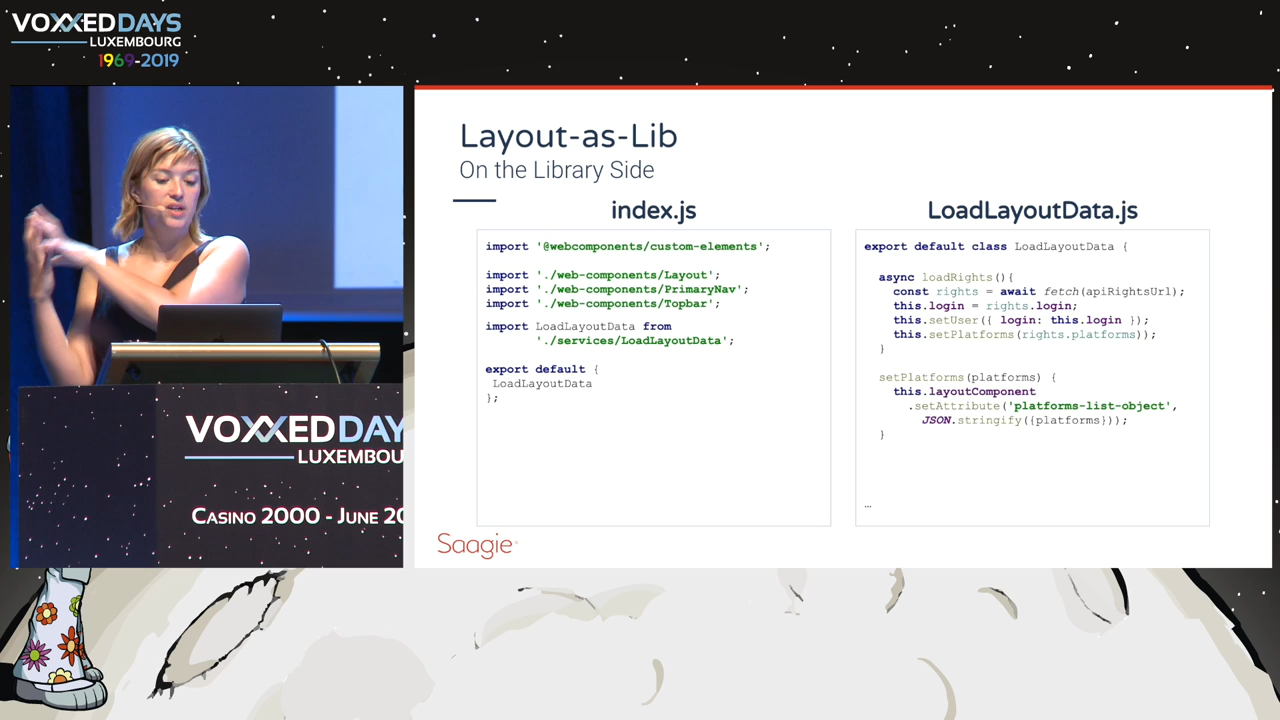 VOXXED DAYS
LUXEMBOURG
1969-2019
VOXXED DAY
LUXEMBOU
CASINO 2000 - JUNE 20
Layout-as-Lib
On the Library Side
index.js
import '@webcomponents/custom-elements';
import './web-components/Layout';
import './web-components/PrimaryNav';
import './web-components/Topbar';
import LoadLayoutData from
'./services/LoadLayoutData';
export default {
LoadLayoutData
};
LoadLayoutData.js
export default class LoadLayoutData {
async loadRights(){
const rights = await fetch(apiRightsUrl);
this.login = rights.login;
this.setUser({ login: this.login });
this.setPlatforms(rights.platforms));
}
setPlatforms(platforms) {
this.layoutComponent
.setAttribute('platforms-list-object',
JSON.stringify({platforms}));
}
…
Saagie